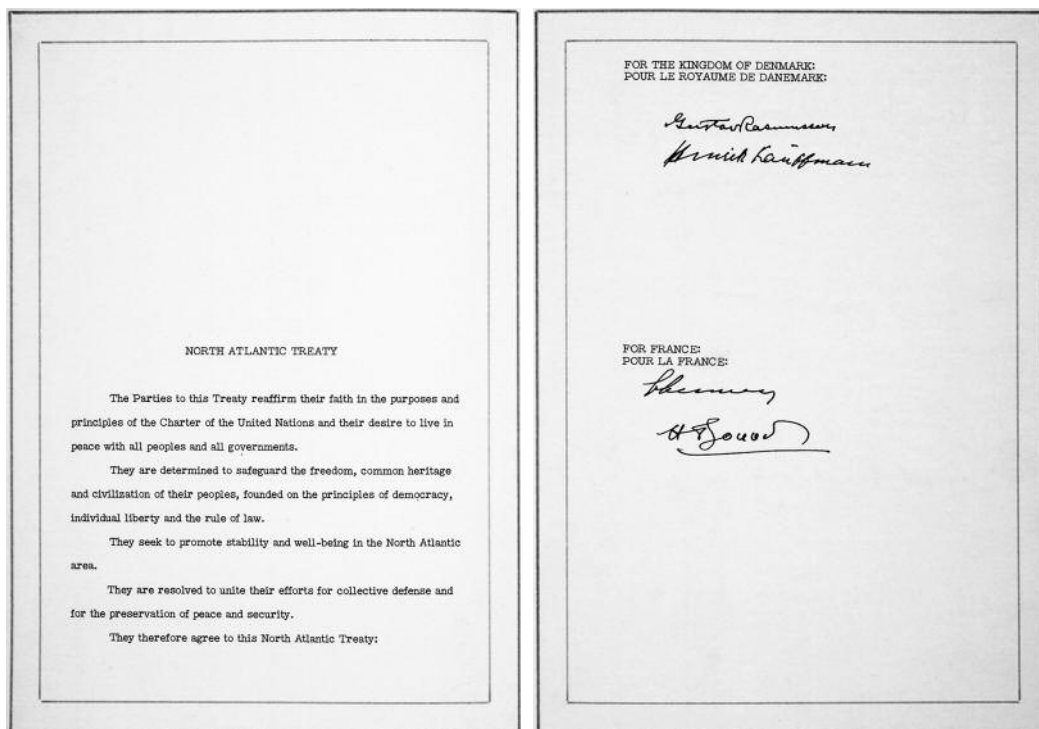 NORTH ATLANTIC TREATY
The Parties to this Treaty reaffirm their faith in the purposes and
principles of the Charter of the United Nations and their desire to live in
peace with all peoples and all governments.
They are determined to safeguard the freedom, common heritage
and civilization of their peoples, founded on the principles of democracy,
individual liberty and the rule of law.
They seek to promote stability and well-being in the North Atlantic
area.
They are resolved to unite their efforts for collective defense and
for the preservation of peace and security.
They therefore agree to this North Atlantic Treaty:
FOR THE KINGDOM OF DENMARK:
POUR LE ROYAUME DE DANEMARK:
Gustav Rasmussen
Henrik Kauffmann
FOR FRANCE:
POUR LA FRANCE: